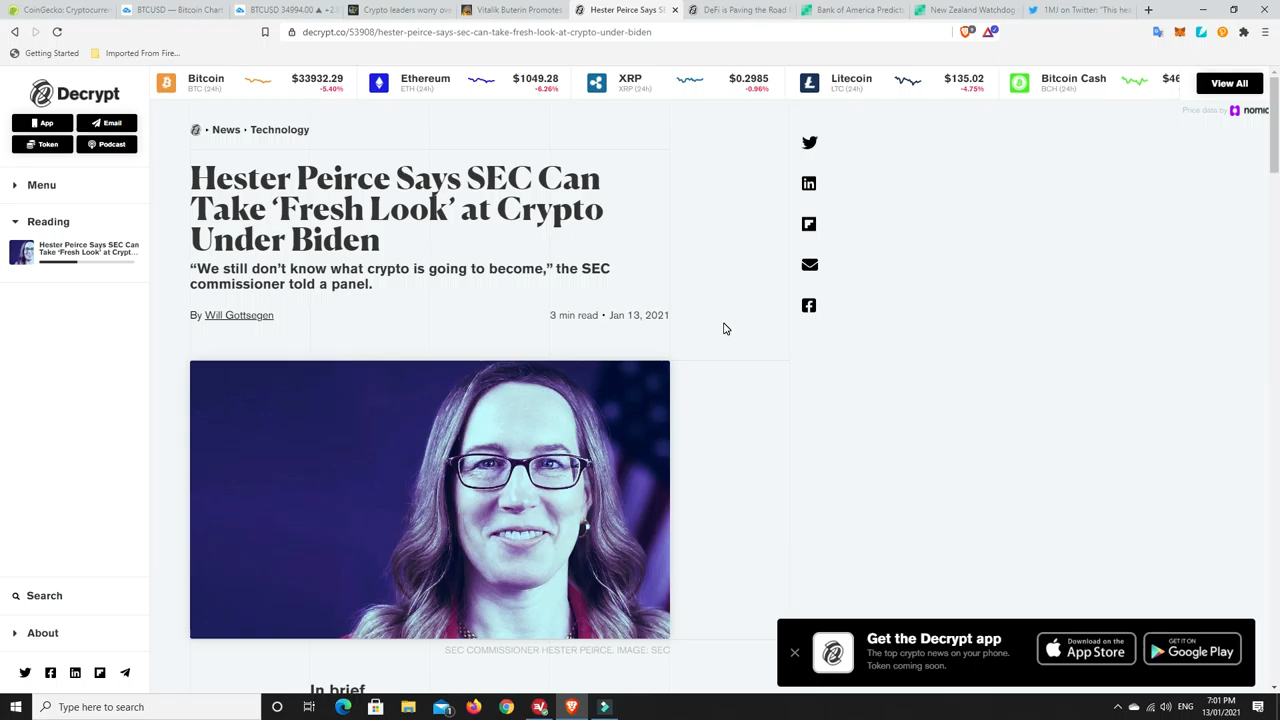 CoinGecko: Cryptocurren
BTCUSD — Bitcoin Chart
BTCUSD 34994.00 ▲ +2.
Crypto leaders worry ove
Vitalik Buterin Promotes
Hester Peirce Says SE
DeFi is Paving the Road
Bank of America Predicts
New Zealand Watchdog
1MJ on Twitter: "This he
decrypt.co/53908/hester-peirce-says-sec-can-take-fresh-look-at-crypto-under-biden
Getting Started
Imported From Fire...
Decrypt
App
Email
Token
Podcast
Bitcoin
BTC (24h)
$33932.29
-5.40%
Ethereum
ETH (24h)
$1049.28
-6.26%
XRP
XRP (24h)
$0.2985
-0.96%
Litecoin
LTC (24h)
$135.02
-4.75%
Bitcoin Cash
BCH (24h)
$46
View All
Price data by nomic
Menu
Reading
Hester Peirce Says SEC Can
Take 'Fresh Look' at Crypt...
News • Technology
Hester Peirce Says SEC Can
Take ‘Fresh Look’ at Crypto
Under Biden
“We still don’t know what crypto is going to become,” the SEC
commissioner told a panel.
By Will Gottsegen
3 min read • Jan 13, 2021
SEC COMMISSIONER HESTER PEIRCE. IMAGE: SEC
In brief
Search
About
Get the Decrypt app
The top crypto news on your phone.
Token coming soon.
Download on the
App Store
GET IT ON
Google Play
Type here to search
ENG
7:01 PM
13/01/2021